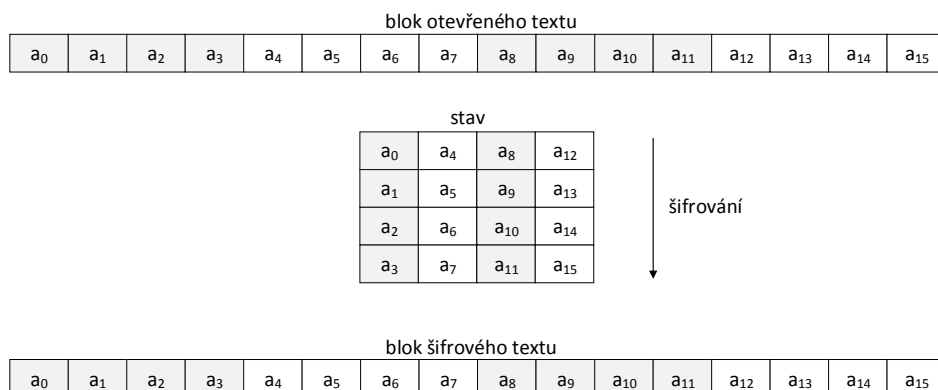 blok otevřeného textu
a₀ a₁ a₂ a₃ a₄ a₅ a₆ a₇ a₈ a₉ a₁₀ a₁₁ a₁₂ a₁₃ a₁₄ a₁₅
stav
a₀ a₄ a₈ a₁₂
a₁ a₅ a₉ a₁₃
šifrování
a₂ a₆ a₁₀ a₁₄
a₃ a₇ a₁₁ a₁₅
blok šifrového textu
a₀ a₁ a₂ a₃ a₄ a₅ a₆ a₇ a₈ a₉ a₁₀ a₁₁ a₁₂ a₁₃ a₁₄ a₁₅